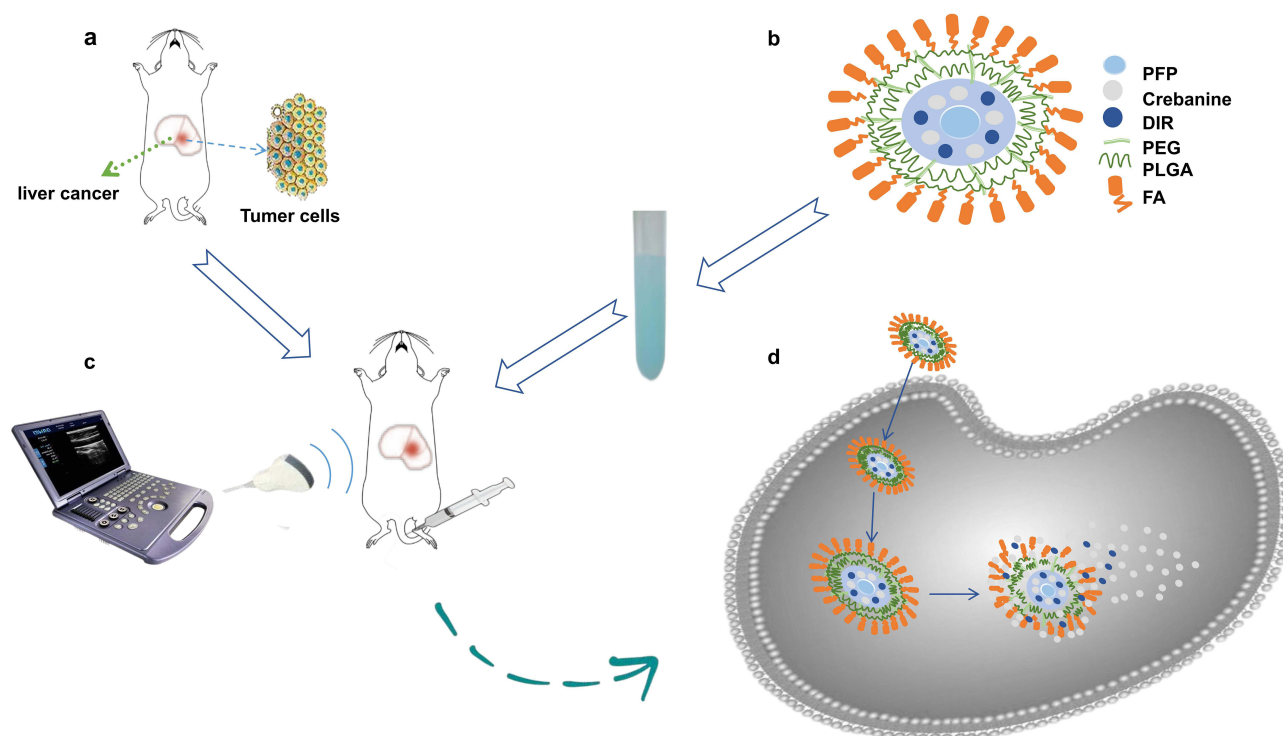 a
liver cancer
Tumer cells
b
PFP
Crebanine
DIR
PEG
PLGA
FA
c
d